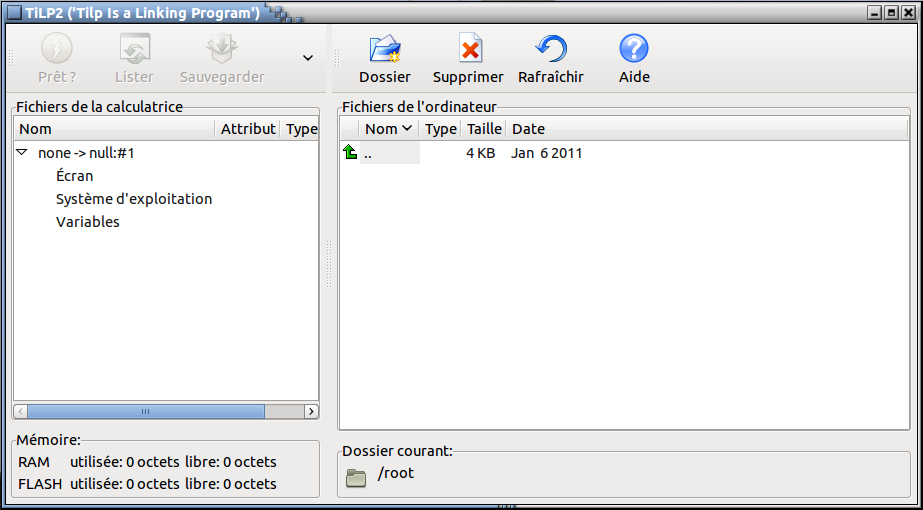 TiLP2 ('Tilp Is a Linking Program')
Prêt ? Lister Sauvegarder Dossier Supprimer Rafraîchir Aide
Fichiers de la calculatrice
Nom Attribut Type
none -> null:#1
Écran
Système d'exploitation
Variables
Mémoire:
RAM utilisée: 0 octets libre: 0 octets
FLASH utilisée: 0 octets libre: 0 octets
Fichiers de l'ordinateur
Nom Type Taille Date
.. 4 KB Jan 6 2011
Dossier courant:
/root